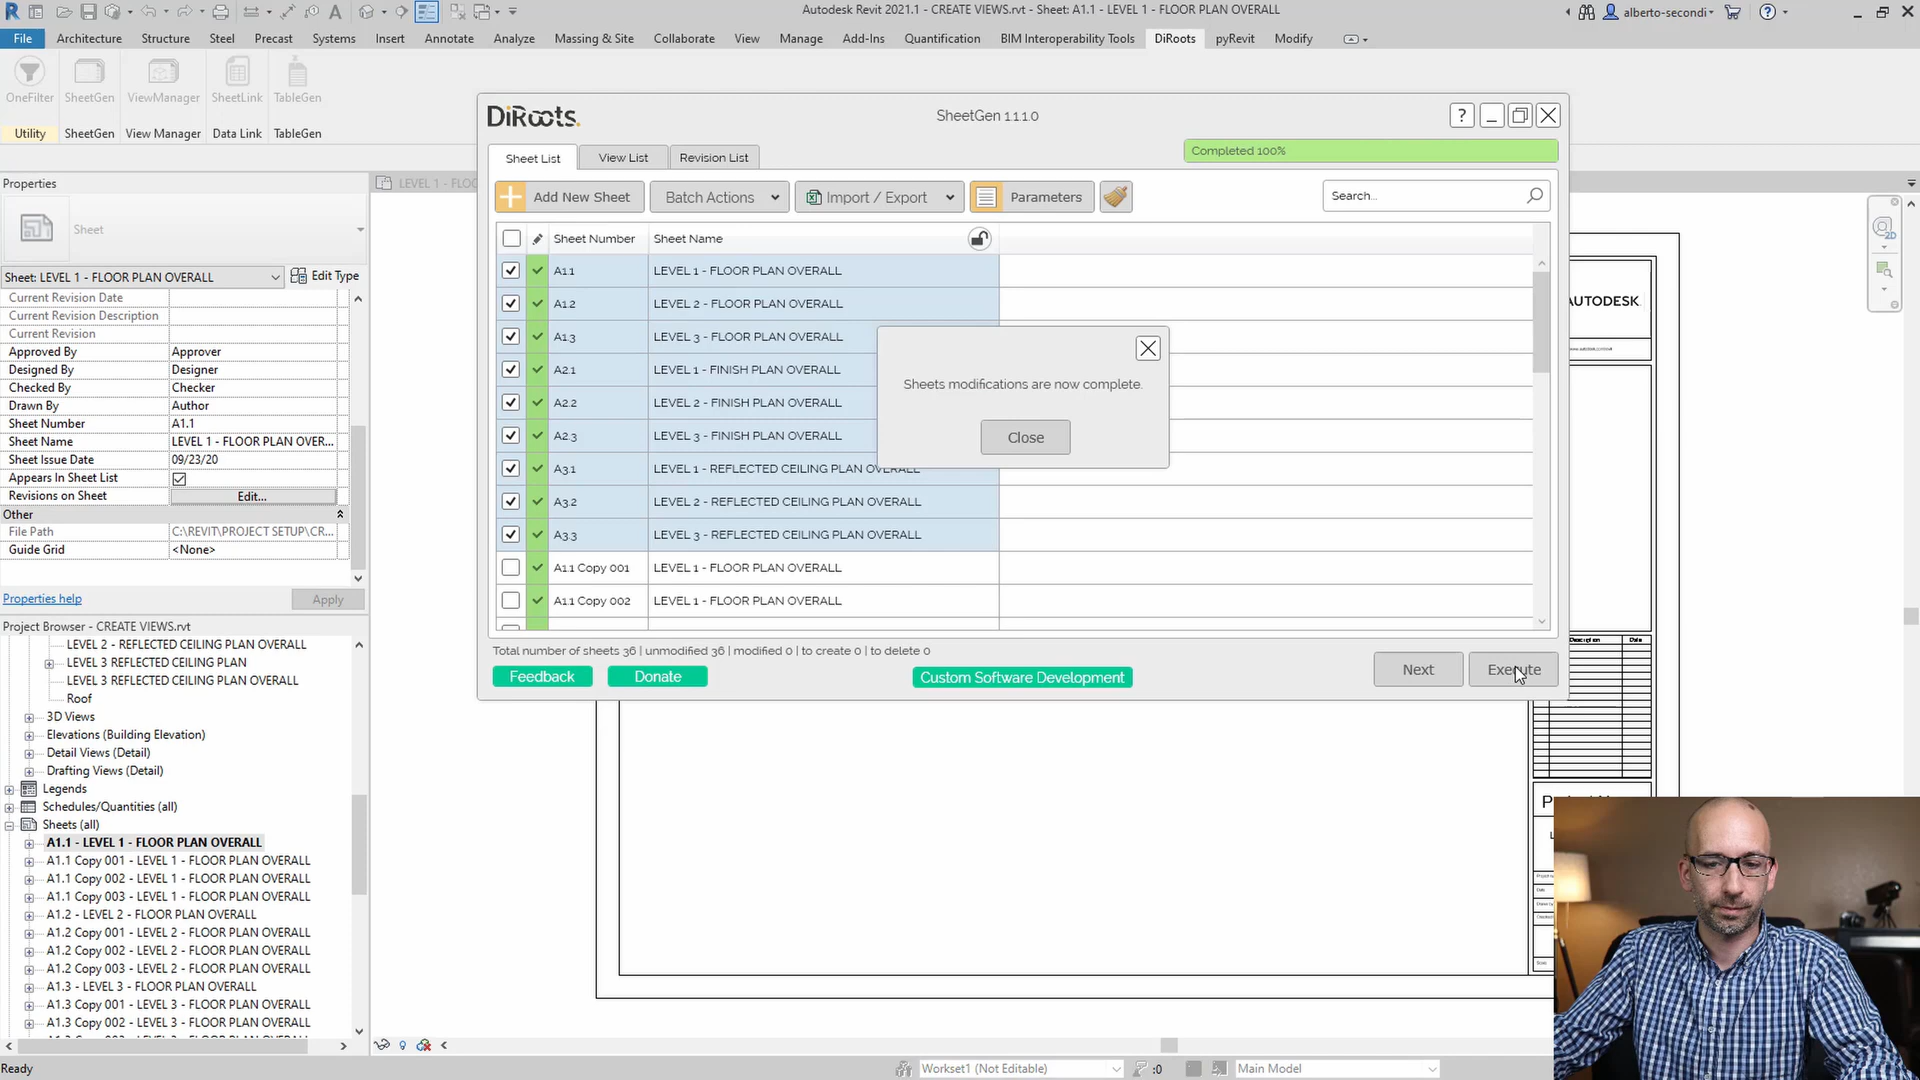 Autodesk Revit 2021.1 - CREATE VIEWS.rvt - Sheet: A1.1 - LEVEL 1 - FLOOR PLAN OVERALL
alberto-secondi
File
Architecture
Structure
Steel
Precast
Systems
Insert
Annotate
Analyze
Massing & Site
Collaborate
View
Manage
Add-Ins
Quantification
BIM Interoperability Tools
DiRoots
pyRevit
Modify
OneFilter
SheetGen
ViewManager
SheetLink
TableGen
Utility
SheetGen
View Manager
Data Link
TableGen
Properties
Sheet
Sheet: LEVEL 1 - FLOOR PLAN OVERALL
Edit Type
Current Revision Date
Current Revision Description
Current Revision
Approved By Approver
Designed By Designer
Checked By Checker
Drawn By Author
Sheet Number A1.1
Sheet Name LEVEL 1 - FLOOR PLAN OVER...
Sheet Issue Date 09/23/20
Appears In Sheet List
Revisions on Sheet Edit...
Other
File Path C:\REVIT\PROJECT SETUP\CR...
Guide Grid <None>
Properties help
Apply
Project Browser - CREATE VIEWS.rvt
LEVEL 2 - REFLECTED CEILING PLAN OVERALL
LEVEL 3 REFLECTED CEILING PLAN
LEVEL 3 REFLECTED CEILING PLAN OVERALL
Roof
3D Views
Elevations (Building Elevation)
Detail Views (Detail)
Drafting Views (Detail)
Legends
Schedules/Quantities (all)
Sheets (all)
A1.1 - LEVEL 1 - FLOOR PLAN OVERALL
A1.1 Copy 001 - LEVEL 1 - FLOOR PLAN OVERALL
A1.1 Copy 002 - LEVEL 1 - FLOOR PLAN OVERALL
A1.1 Copy 003 - LEVEL 1 - FLOOR PLAN OVERALL
A1.2 - LEVEL 2 - FLOOR PLAN OVERALL
A1.2 Copy 001 - LEVEL 2 - FLOOR PLAN OVERALL
A1.2 Copy 002 - LEVEL 2 - FLOOR PLAN OVERALL
A1.2 Copy 003 - LEVEL 2 - FLOOR PLAN OVERALL
A1.3 - LEVEL 3 - FLOOR PLAN OVERALL
A1.3 Copy 001 - LEVEL 3 - FLOOR PLAN OVERALL
A1.3 Copy 002 - LEVEL 3 - FLOOR PLAN OVERALL
Ready
LEVEL 1 - FLOO
DiRoots.
SheetGen 1.1.1.0
Completed 100%
Sheet List
View List
Revision List
Add New Sheet
Batch Actions
Import / Export
Parameters
Search...
Sheet Number Sheet Name
A1.1 LEVEL 1 - FLOOR PLAN OVERALL
A1.2 LEVEL 2 - FLOOR PLAN OVERALL
A1.3 LEVEL 3 - FLOOR PLAN OVERALL
A2.1 LEVEL 1 - FINISH PLAN OVERALL
A2.2 LEVEL 2 - FINISH PLAN OVERALL
A2.3 LEVEL 3 - FINISH PLAN OVERALL
A3.1 LEVEL 1 - REFLECTED CEILING PLAN OVERALL
A3.2 LEVEL 2 - REFLECTED CEILING PLAN OVERALL
A3.3 LEVEL 3 - REFLECTED CEILING PLAN OVERALL
A1.1 Copy 001 LEVEL 1 - FLOOR PLAN OVERALL
A1.1 Copy 002 LEVEL 1 - FLOOR PLAN OVERALL
Sheets modifications are now complete.
Close
Total number of sheets 36 | unmodified 36 | modified 0 | to create 0 | to delete 0
Feedback
Donate
Custom Software Development
Next
Execute
AUTODESK
Description Date
Workset1 (Not Editable)
:0
Main Model